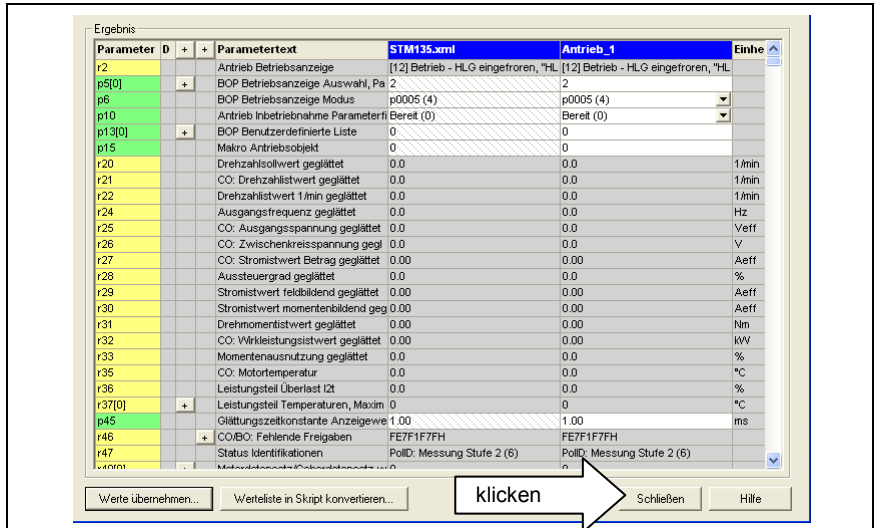 Ergebnis
Parameter D + + Parametertext STM135.xml Antrieb_1 Einhe
r2 Antrieb Betriebsanzeige [12] Betrieb - HLG eingefroren, "HL [12] Betrieb - HLG eingefroren, "HL
p5[0] + BOP Betriebsanzeige Auswahl, Pa 2 2
p6 BOP Betriebsanzeige Modus p0005 (4) p0005 (4)
p10 Antrieb Inbetriebnahme Parameterfi Bereit (0) Bereit (0)
p13[0] + BOP Benutzerdefinierte Liste 0 0
p15 Makro Antriebsobjekt 0 0
r20 Drehzahlsollwert geglättet 0.0 0.0 1/min
r21 CO: Drehzahlistwert geglättet 0.0 0.0 1/min
r22 Drehzahlistwert 1/min geglättet 0.0 0.0 1/min
r24 Ausgangsfrequenz geglättet 0.0 0.0 Hz
r25 CO: Ausgangsspannung geglättet 0.0 0.0 Veff
r26 CO: Zwischenkreisspannung gegl 0.0 0.0 V
r27 CO: Stromistwert Betrag geglättet 0.00 0.00 Aeff
r28 Aussteuergrad geglättet 0.0 0.0 %
r29 Stromistwert feldbildend geglättet 0.00 0.00 Aeff
r30 Stromistwert momentenbildend geg 0.00 0.00 Aeff
r31 Drehmomentistwert geglättet 0.00 0.00 Nm
r32 CO: Wirkleistungsistwert geglättet 0.00 0.00 kW
r33 Momentenausnutzung geglättet 0.0 0.0 %
r35 CO: Motortemperatur 0.0 0.0 °C
r36 Leistungsteil Überlast I2t 0.0 0.0 %
r37[0] + Leistungsteil Temperaturen, Maxim 0 0 °C
p45 Glättungszeitkonstante Anzeigewe 1.00 1.00 ms
r46 + CO/BO: Fehlende Freigaben FE7F1F7FH FE7F1F7FH
r47 Status Identifikationen PolID: Messung Stufe 2 (6) PolID: Messung Stufe 2 (6)
Werte übernehmen... Werteliste in Skript konvertieren... klicken Schließen Hilfe